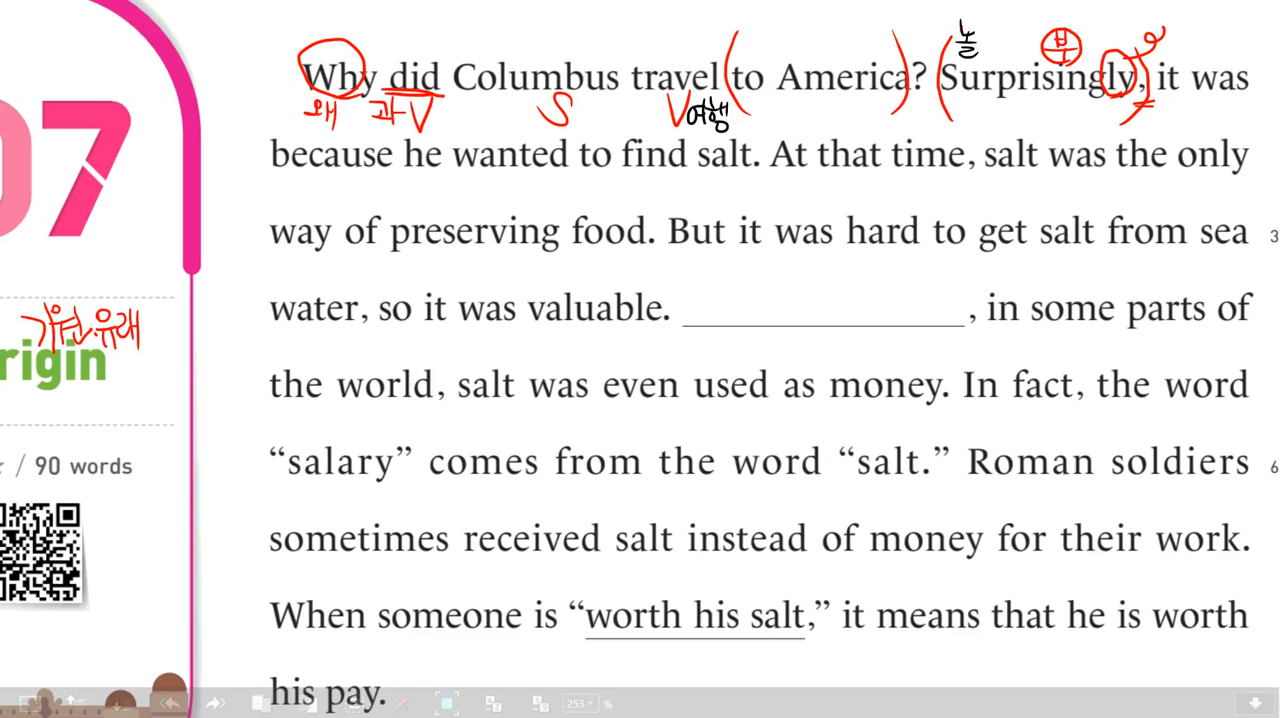 놀
부
Why did Columbus travel to America? Surprisingly, it was
왜 과V S V여행
07
because he wanted to find salt. At that time, salt was the only
way of preserving food. But it was hard to get salt from sea
3
water, so it was valuable. ____________, in some parts of
기원.유래
rigin
the world, salt was even used as money. In fact, the word
/ 90 words
“salary” comes from the word “salt.” Roman soldiers
6
sometimes received salt instead of money for their work.
When someone is “worth his salt,” it means that he is worth
his pay.
253 %